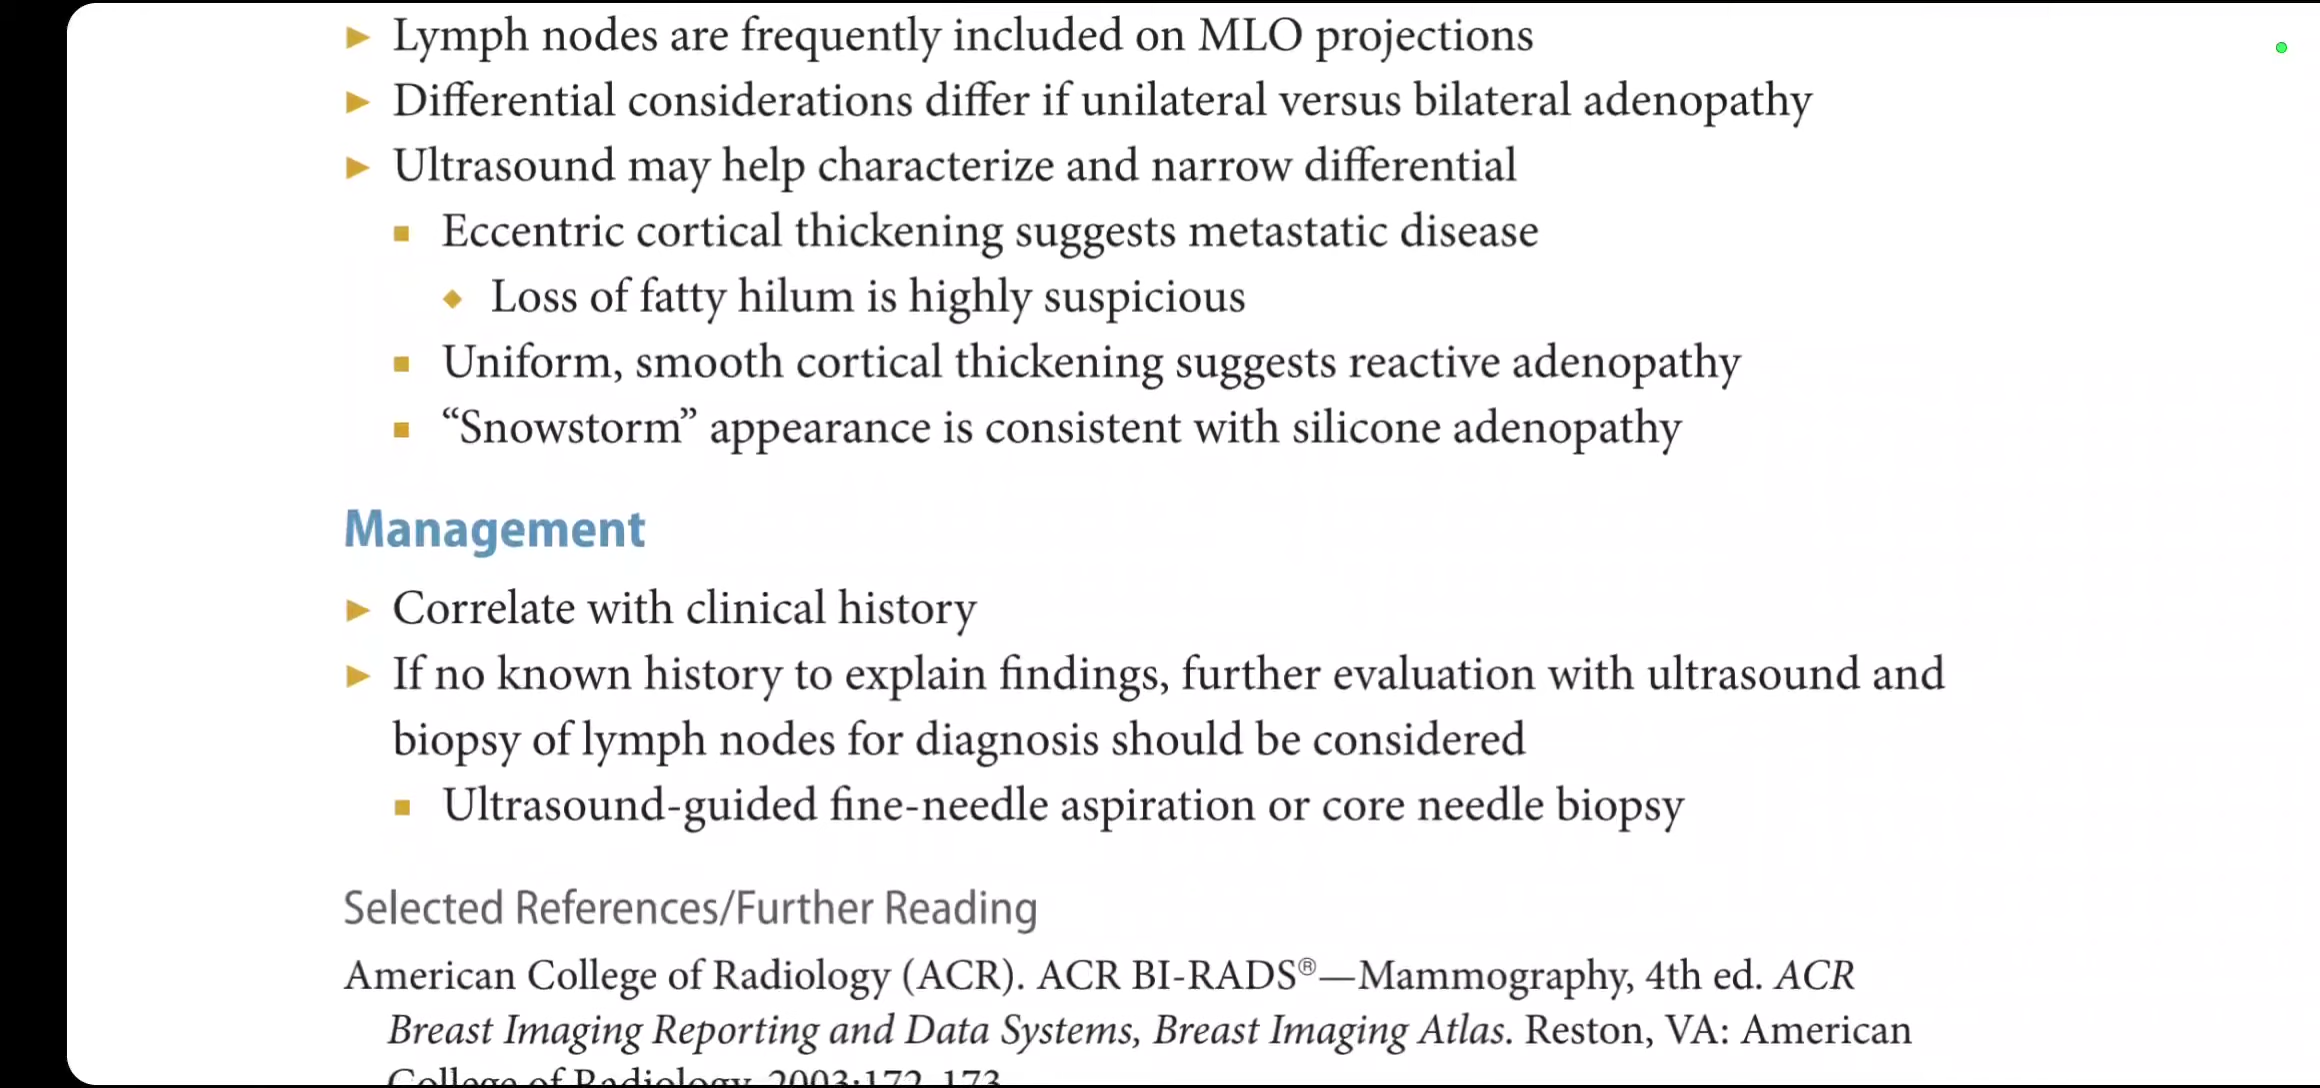 ► Lymph nodes are frequently included on MLO projections
► Differential considerations differ if unilateral versus bilateral adenopathy
► Ultrasound may help characterize and narrow differential
■ Eccentric cortical thickening suggests metastatic disease
◆ Loss of fatty hilum is highly suspicious
■ Uniform, smooth cortical thickening suggests reactive adenopathy
■ “Snowstorm” appearance is consistent with silicone adenopathy
Management
► Correlate with clinical history
► If no known history to explain findings, further evaluation with ultrasound and
biopsy of lymph nodes for diagnosis should be considered
■ Ultrasound-guided fine-needle aspiration or core needle biopsy
Selected References/Further Reading
American College of Radiology (ACR). ACR BI-RADS®—Mammography, 4th ed. ACR
Breast Imaging Reporting and Data Systems, Breast Imaging Atlas. Reston, VA: American
College of Radiology, 2003:172–173.